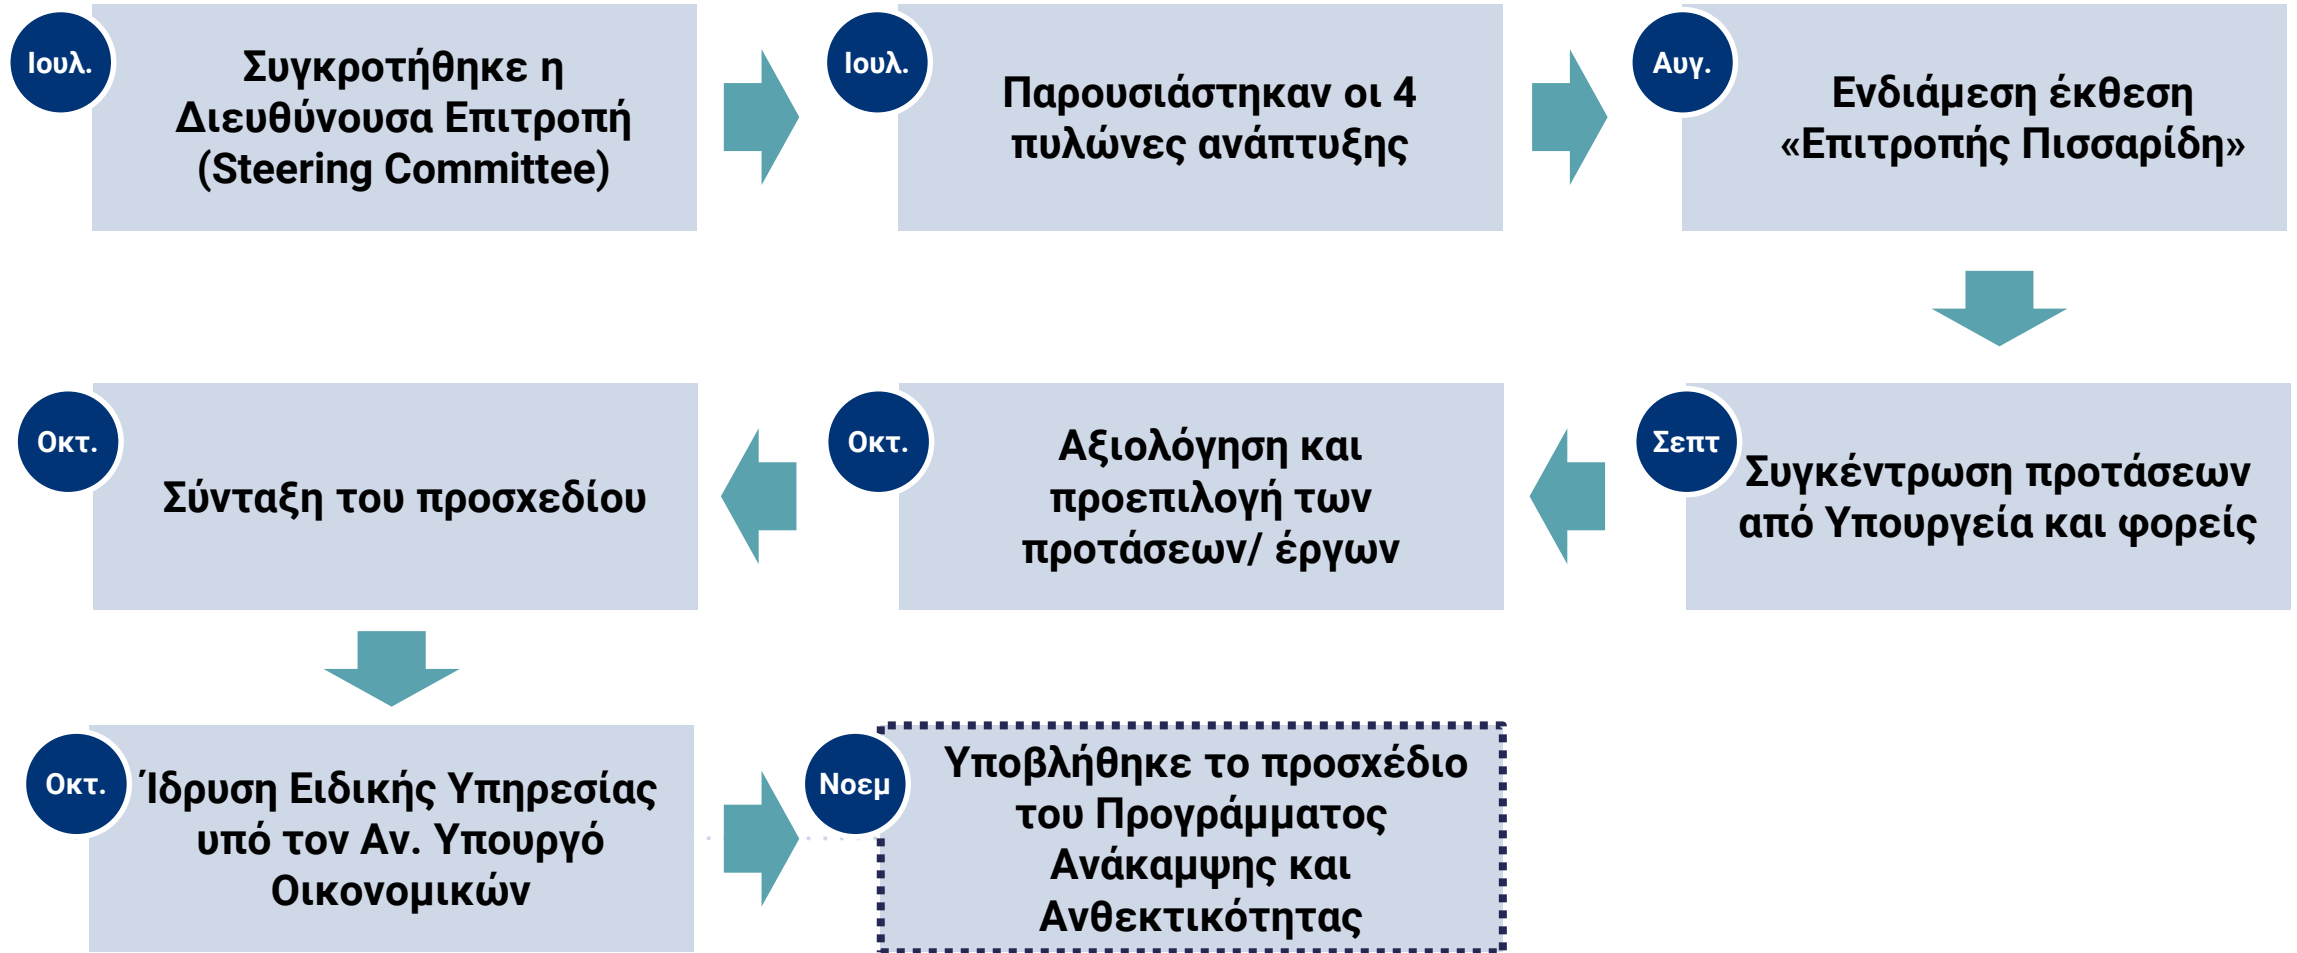 Ιουλ.
Συγκροτήθηκε η
Διευθύνουσα Επιτροπή
(Steering Committee)
Ιουλ.
Παρουσιάστηκαν οι 4
πυλώνες ανάπτυξης
Αυγ.
Ενδιάμεση έκθεση
«Επιτροπής Πισσαρίδη»
Σεπτ
Συγκέντρωση προτάσεων
από Υπουργεία και φορείς
Οκτ.
Αξιολόγηση και
προεπιλογή των
προτάσεων/ έργων
Οκτ.
Σύνταξη του προσχεδίου
Οκτ.
Ίδρυση Ειδικής Υπηρεσίας
υπό τον Αν. Υπουργό
Οικονομικών
Νοεμ
Υποβλήθηκε το προσχέδιο
του Προγράμματος
Ανάκαμψης και
Ανθεκτικότητας